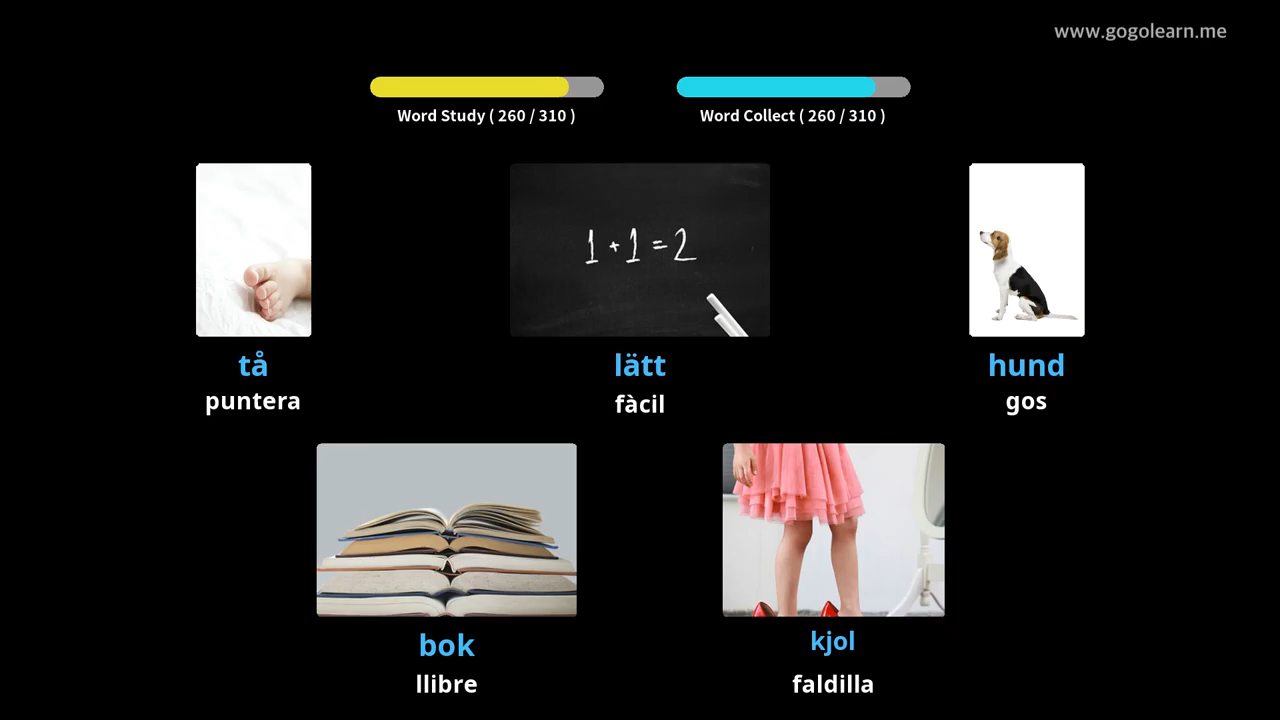 www.gogolearn.me
Word Study ( 260 / 310 )
Word Collect ( 260 / 310 )
1 + 1 = 2
tå
lätt
hund
puntera
fàcil
gos
bok
kjol
llibre
faldilla